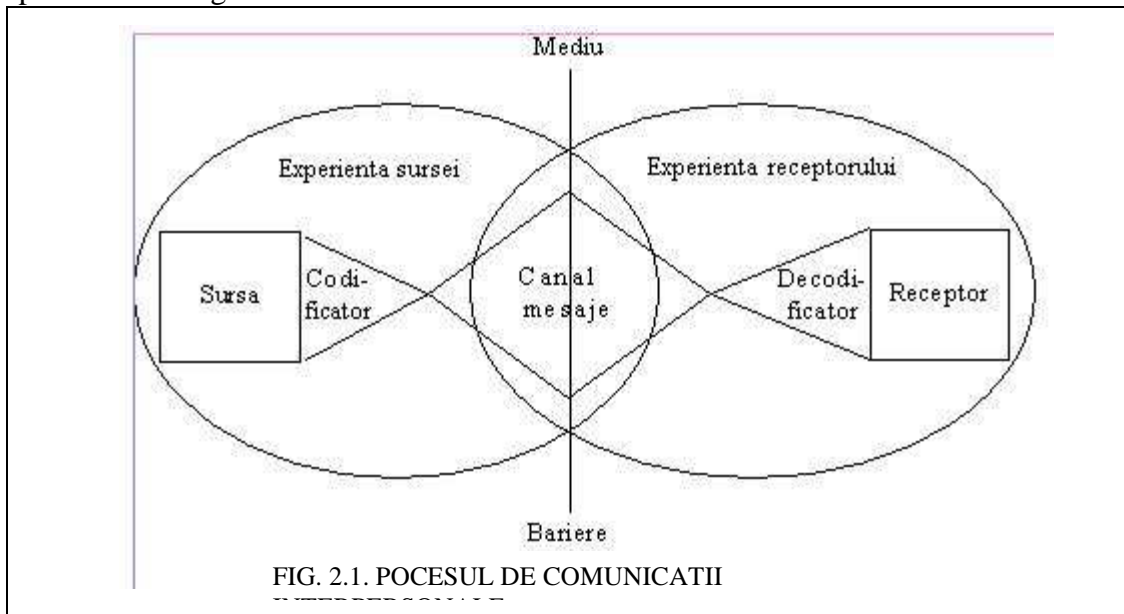 Mediu
Experienta sursei
Experienta receptorului
Sursa
Codi-
ficator
Canal
mesaje
Decodi-
ficator
Receptor
Bariere
FIG. 2.1. POCESUL DE COMUNICATII